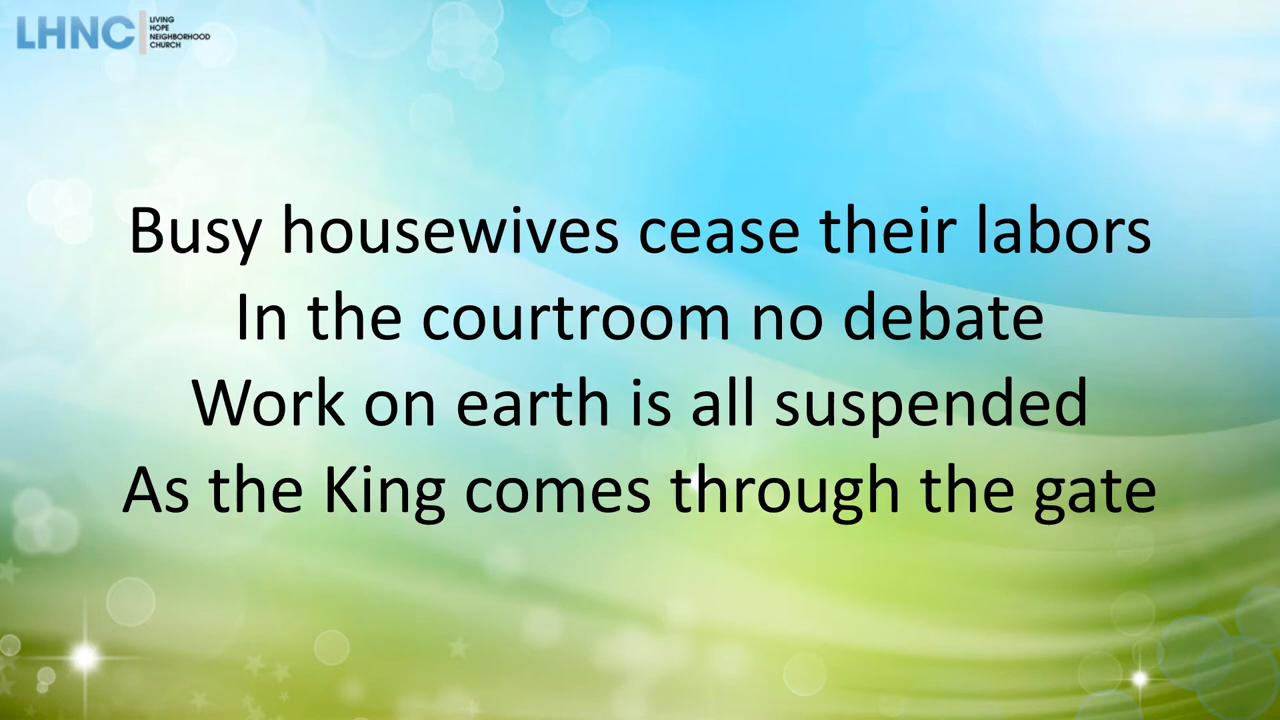 LHNC
LIVING
HOPE
NEIGHBORHOOD
CHURCH
Busy housewives cease their labors
In the courtroom no debate
Work on earth is all suspended
As the King comes through the gate